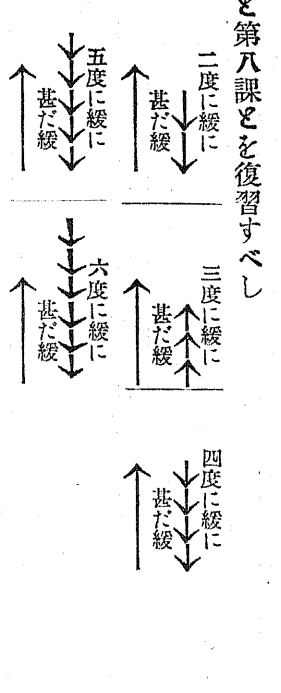 と第八課とを復習すべし
二度に緩に
甚だ緩
三度に緩に
甚だ緩
四度に緩に
甚だ緩
五度に緩に
甚だ緩
六度に緩に
甚だ緩